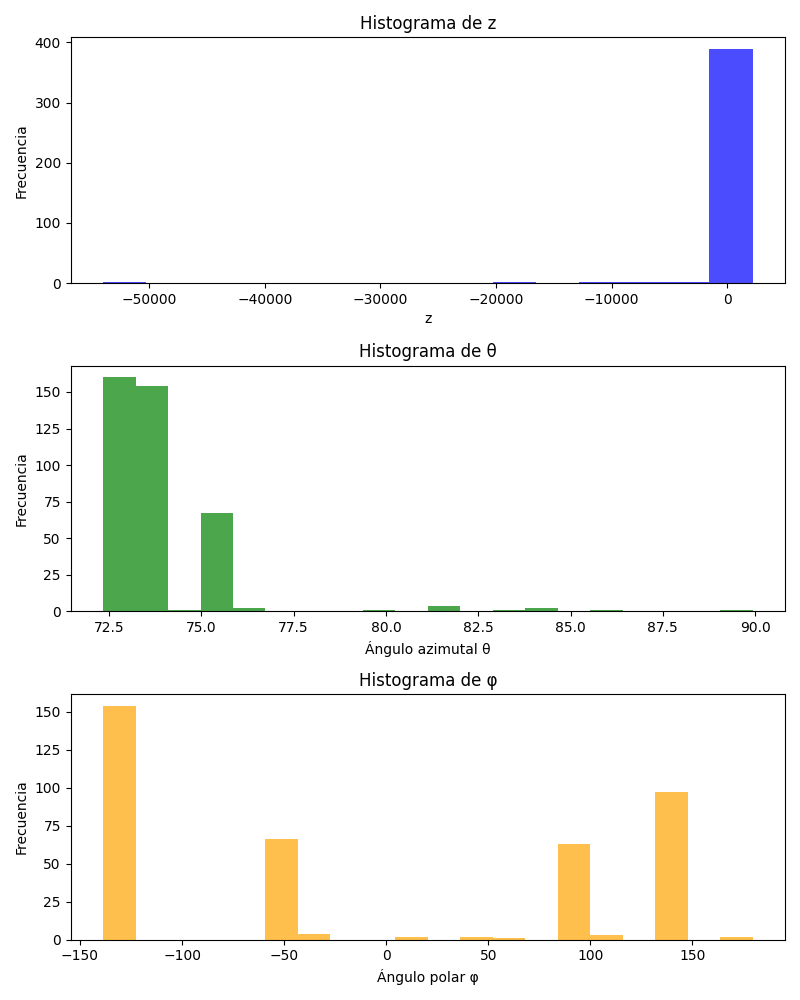 Histograma de z
400
300
200
100
0
Frecuencia
−50000 −40000 −30000 −20000 −10000 0
z
Histograma de θ
150
125
100
75
50
25
0
Frecuencia
72.5 75.0 77.5 80.0 82.5 85.0 87.5 90.0
Ángulo azimutal θ
Histograma de φ
150
125
100
75
50
25
0
Frecuencia
−150 −100 −50 0 50 100 150
Ángulo polar φ